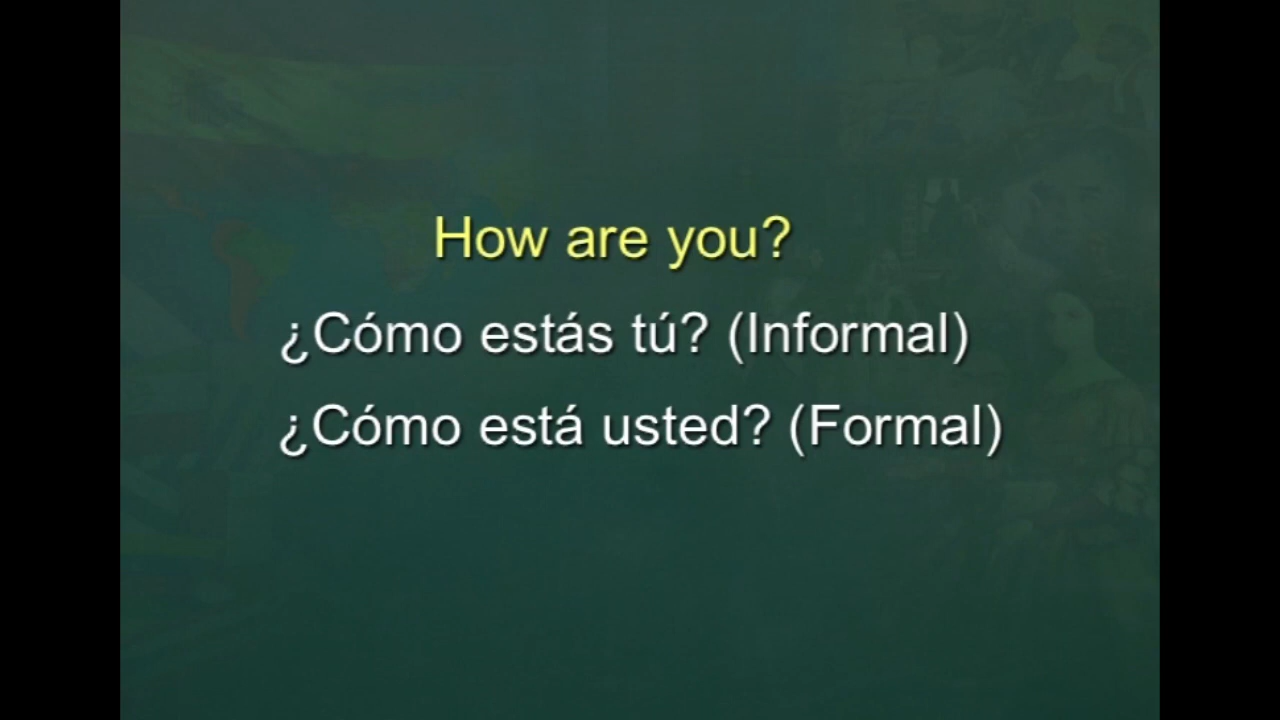 How are you?
¿Cómo estás tú? (Informal)
¿Cómo está usted? (Formal)